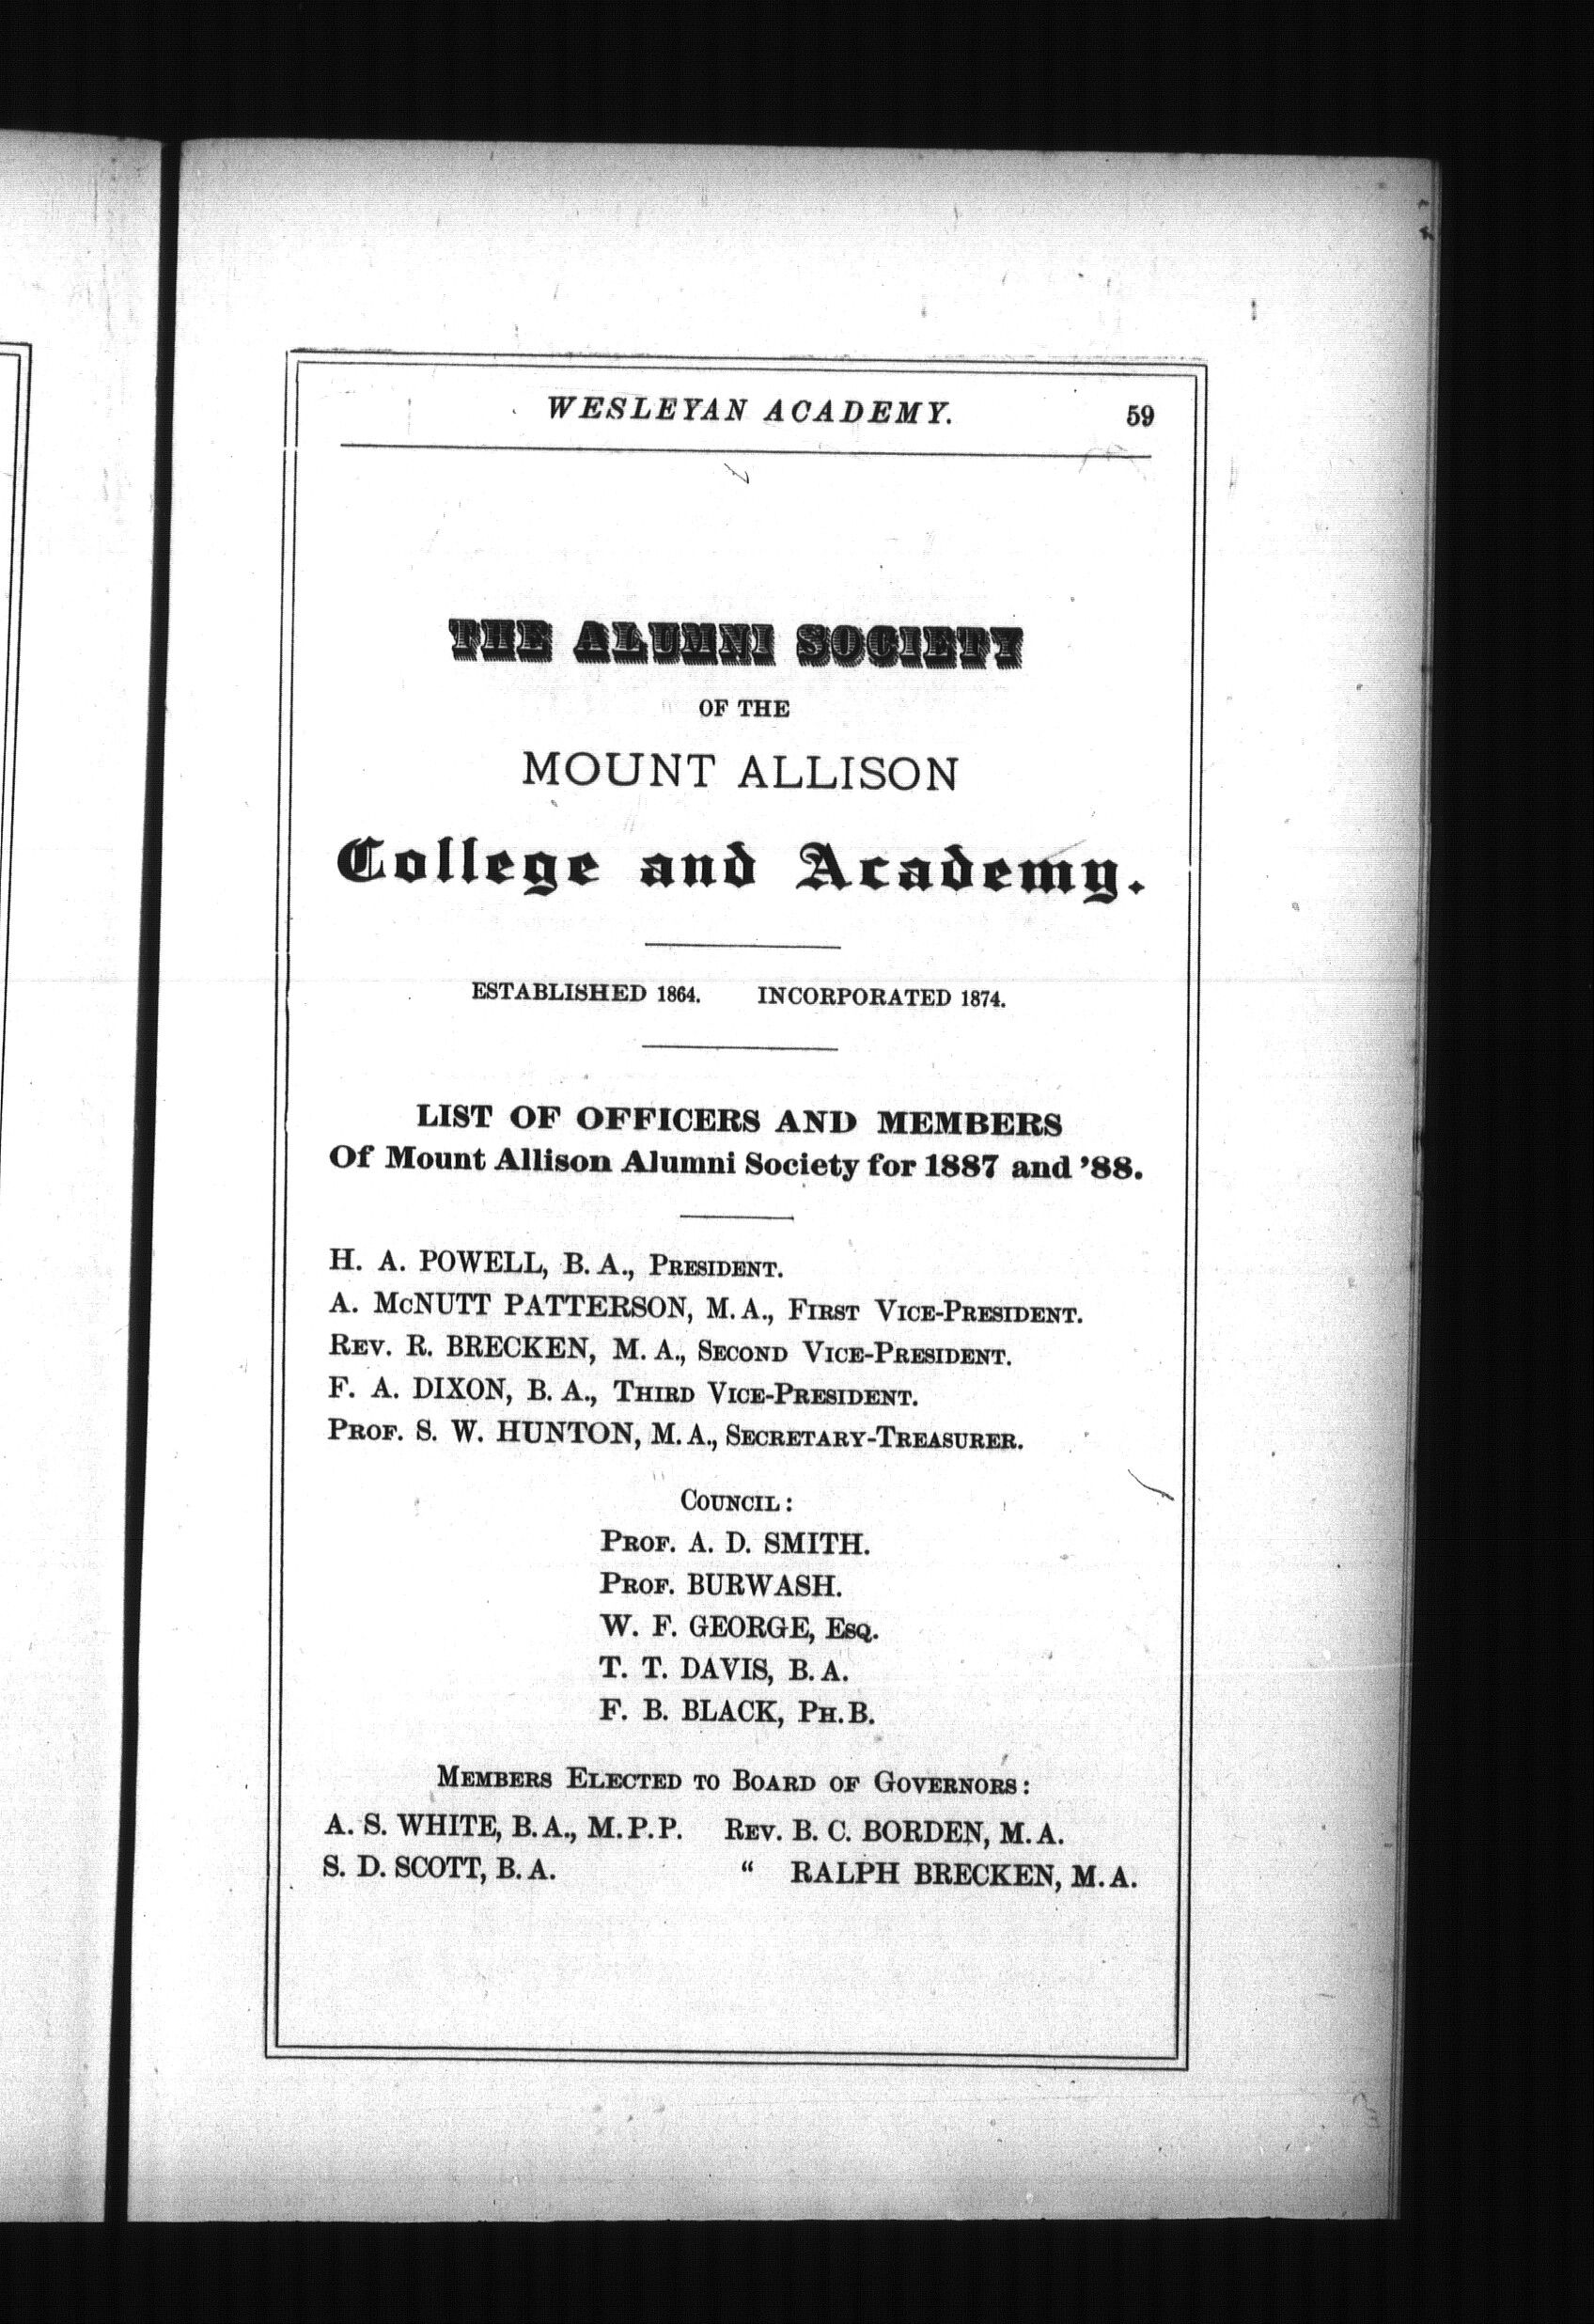 WESLEYAN ACADEMY. 59
THE ALUMNI SOCIETY
OF THE
MOUNT ALLISON
College and Academy.
ESTABLISHED 1864. INCORPORATED 1874.
LIST OF OFFICERS AND MEMBERS
Of Mount Allison Alumni Society for 1887 and '88.
H. A. POWELL, B. A., PRESIDENT.
A. McNUTT PATTERSON, M. A., FIRST VICE-PRESIDENT.
REV. R. BRECKEN, M. A., SECOND VICE-PRESIDENT.
F. A. DIXON, B. A., THIRD VICE-PRESIDENT.
PROF. S. W. HUNTON, M. A., SECRETARY-TREASURER.
COUNCIL:
PROF. A. D. SMITH.
PROF. BURWASH.
W. F. GEORGE, ESQ.
T. T. DAVIS, B. A.
F. B. BLACK, PH. B.
MEMBERS ELECTED TO BOARD OF GOVERNORS:
A. S. WHITE, B. A., M. P. P. REV. B. C. BORDEN, M. A.
S. D. SCOTT, B. A. " RALPH BRECKEN, M. A.